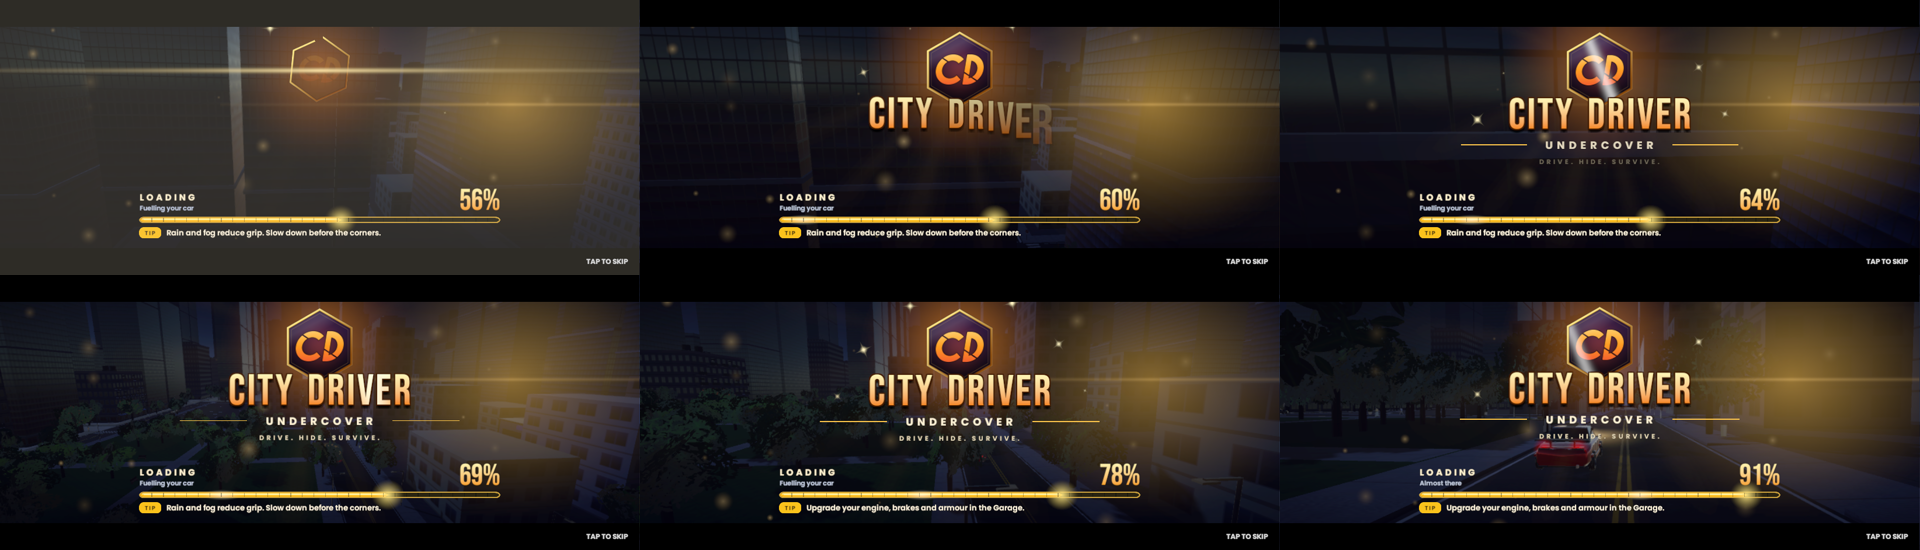 LOADING
Fuelling your car
56%
TIP Rain and fog reduce grip. Slow down before the corners.
TAP TO SKIP
CD
CITY DRIVER
LOADING
Fuelling your car
60%
TIP Rain and fog reduce grip. Slow down before the corners.
TAP TO SKIP
CD
CITY DRIVER
UNDERCOVER
DRIVE. HIDE. SURVIVE.
LOADING
Fuelling your car
64%
TIP Rain and fog reduce grip. Slow down before the corners.
TAP TO SKIP
CD
CITY DRIVER
UNDERCOVER
DRIVE. HIDE. SURVIVE.
LOADING
Fuelling your car
69%
TIP Rain and fog reduce grip. Slow down before the corners.
TAP TO SKIP
CD
CITY DRIVER
UNDERCOVER
DRIVE. HIDE. SURVIVE.
LOADING
Fuelling your car
78%
TIP Upgrade your engine, brakes and armour in the Garage.
TAP TO SKIP
CD
CITY DRIVER
UNDERCOVER
DRIVE. HIDE. SURVIVE.
LOADING
Almost there
91%
TIP Upgrade your engine, brakes and armour in the Garage.
TAP TO SKIP